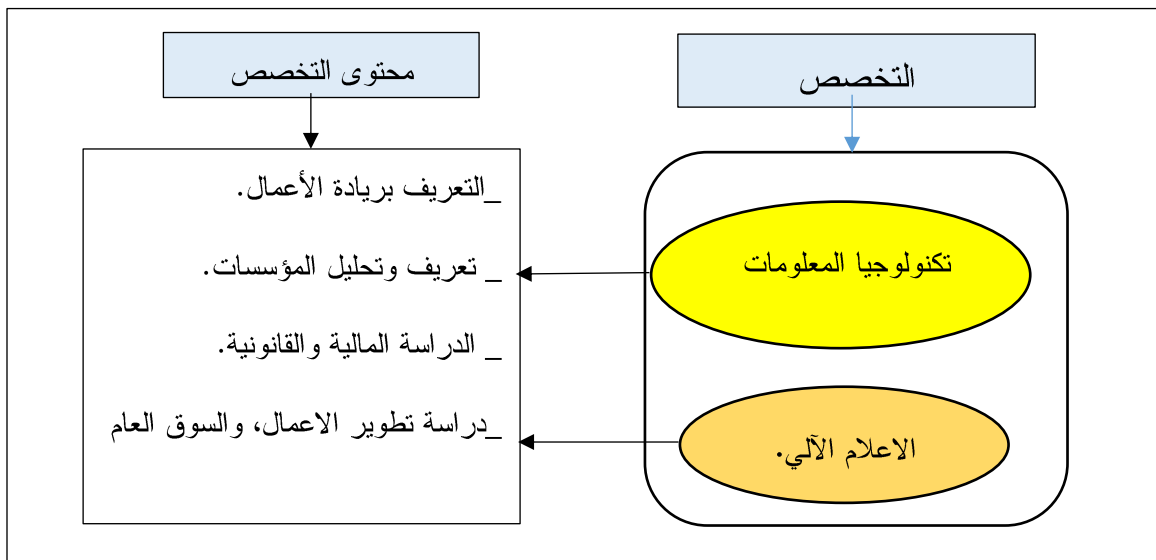 التخصص
محتوى التخصص
تكنولوجيا المعلومات
الاعلام الآلي.
_التعريف بريادة الأعمال.
_ تعريف وتحليل المؤسسات.
_ الدراسة المالية والقانونية.
_دراسة تطوير الاعمال، والسوق العام